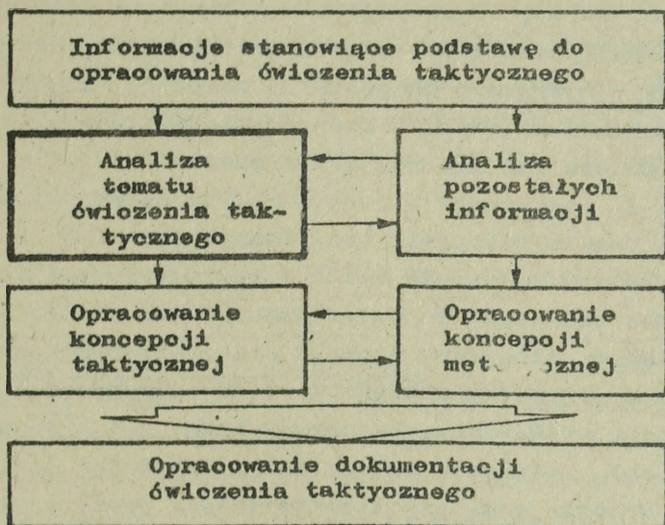 Informacje stanowiące podstawę do
opracowania ćwiczenia taktycznego
Analiza
tematu
ćwiczenia tak-
tycznego
Analiza
pozostałych
informacji
Opracowanie
koncepcji
taktycznej
Opracowanie
koncepcji
Opracowanie dokumentacji
ćwiczenia taktycznego